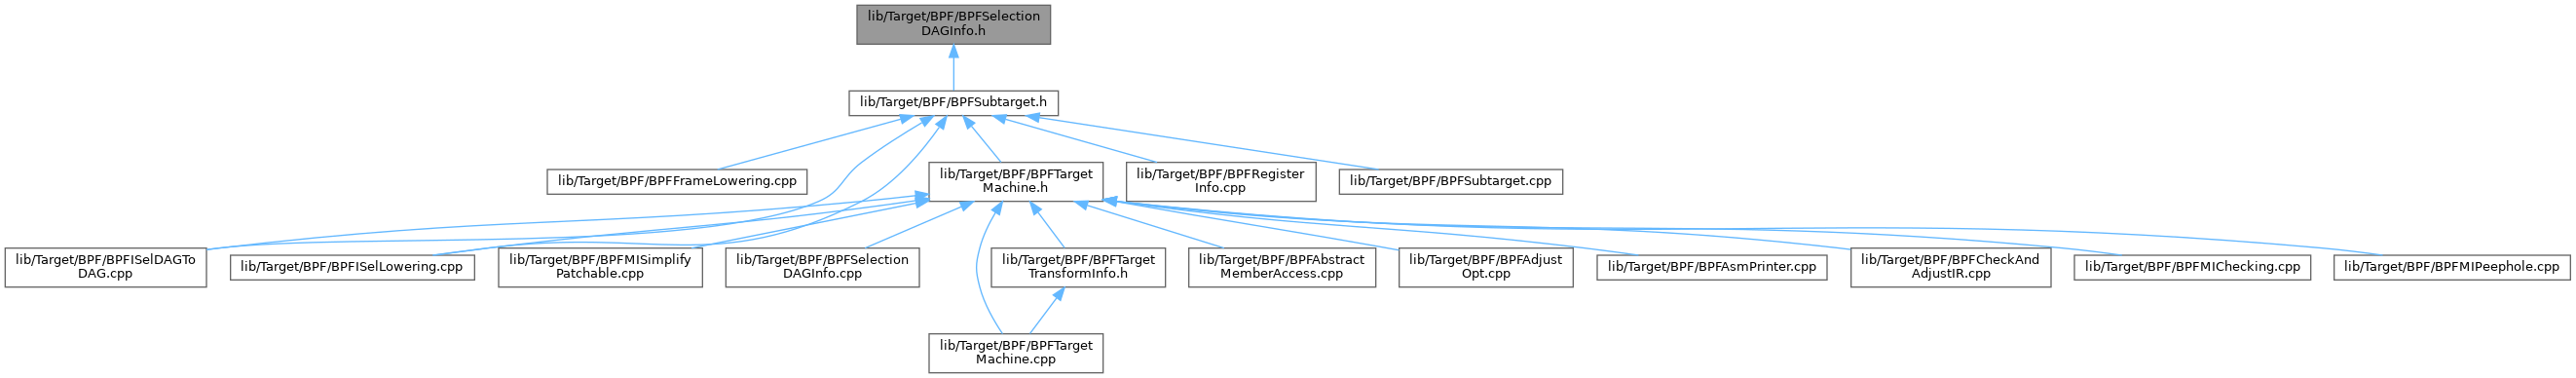 lib/Target/BPF/BPFSelection
DAGInfo.h
lib/Target/BPF/BPFSubtarget.h
lib/Target/BPF/BPFFrameLowering.cpp
lib/Target/BPF/BPFTarget
Machine.h
lib/Target/BPF/BPFRegister
Info.cpp
lib/Target/BPF/BPFSubtarget.cpp
lib/Target/BPF/BPFISelDAGTo
DAG.cpp
lib/Target/BPF/BPFISelLowering.cpp
lib/Target/BPF/BPFMISimplify
Patchable.cpp
lib/Target/BPF/BPFSelection
DAGInfo.cpp
lib/Target/BPF/BPFTarget
TransformInfo.h
lib/Target/BPF/BPFAbstract
MemberAccess.cpp
lib/Target/BPF/BPFAdjust
Opt.cpp
lib/Target/BPF/BPFAsmPrinter.cpp
lib/Target/BPF/BPFCheckAnd
AdjustIR.cpp
lib/Target/BPF/BPFMIChecking.cpp
lib/Target/BPF/BPFMIPeephole.cpp
lib/Target/BPF/BPFTarget
Machine.cpp